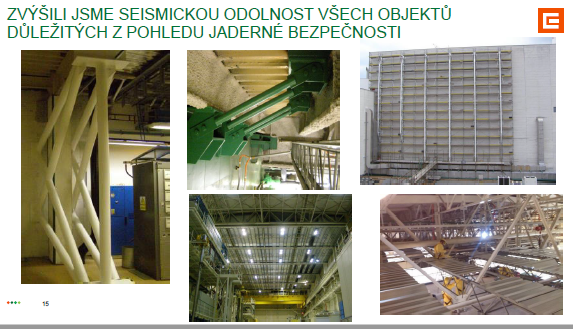 ZVÝŠILI JSME SEISMICKOU ODOLNOST VŠECH OBJEKTŮ
DŮLEŽITÝCH Z POHLEDU JADERNÉ BEZPEČNOSTI
15